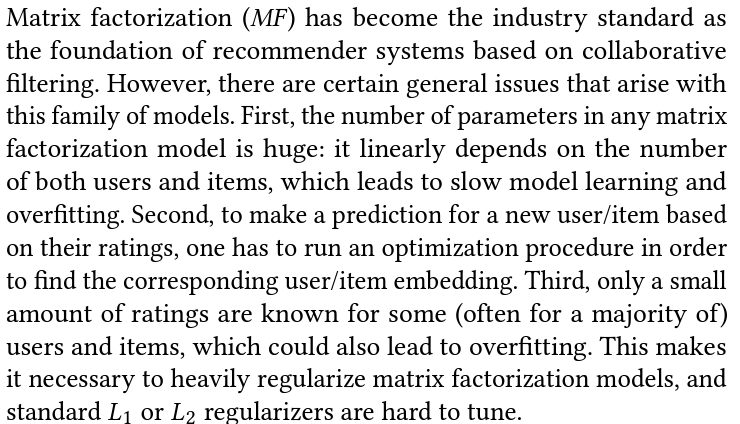 Matrix factorization (MF) has become the industry standard as
the foundation of recommender systems based on collaborative
filtering. However, there are certain general issues that arise with
this family of models. First, the number of parameters in any matrix
factorization model is huge: it linearly depends on the number
of both users and items, which leads to slow model learning and
overfitting. Second, to make a prediction for a new user/item based
on their ratings, one has to run an optimization procedure in order
to find the corresponding user/item embedding. Third, only a small
amount of ratings are known for some (often for a majority of)
users and items, which could also lead to overfitting. This makes
it necessary to heavily regularize matrix factorization models, and
standard L₁ or L₂ regularizers are hard to tune.